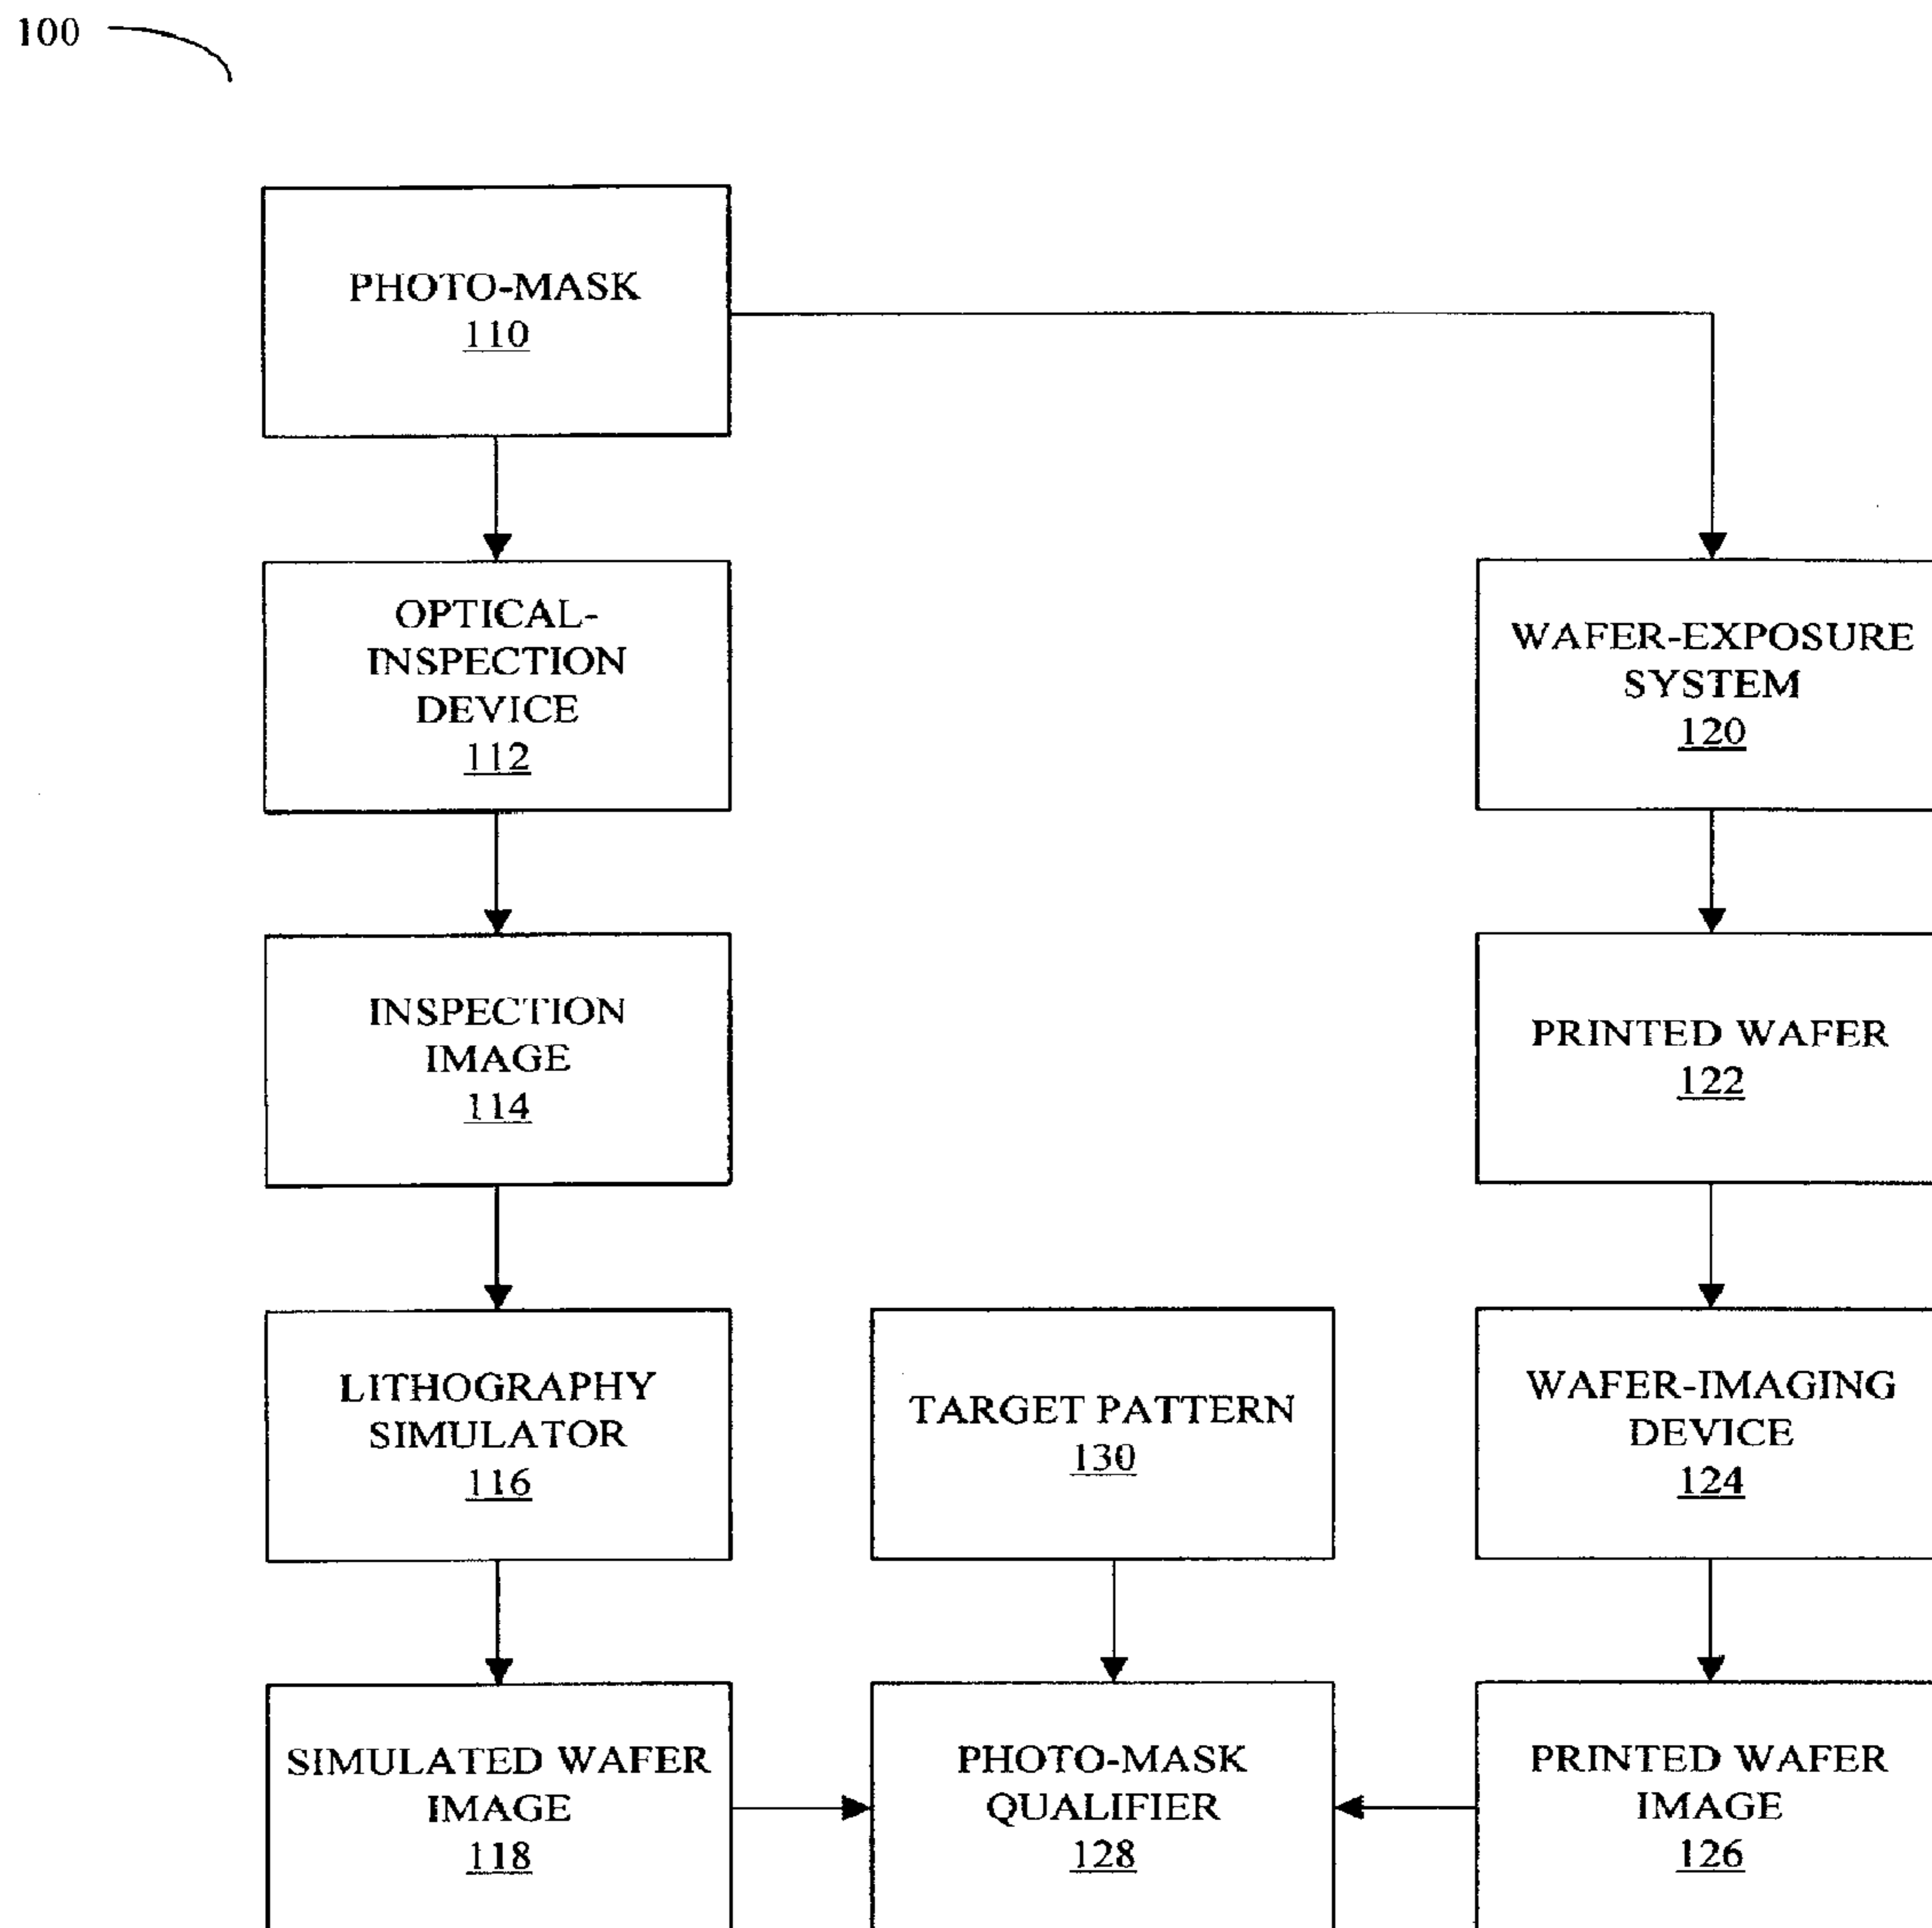 100
PHOTO-MASK
110
OPTICAL-
INSPECTION
DEVICE
112
WAFER-EXPOSURE
SYSTEM
120
INSPECTION
IMAGE
114
PRINTED WAFER
122
LITHOGRAPHY
SIMULATOR
116
TARGET PATTERN
130
WAFER-IMAGING
DEVICE
124
SIMULATED WAFER
IMAGE
118
PHOTO-MASK
QUALIFIER
128
PRINTED WAFER
IMAGE
126